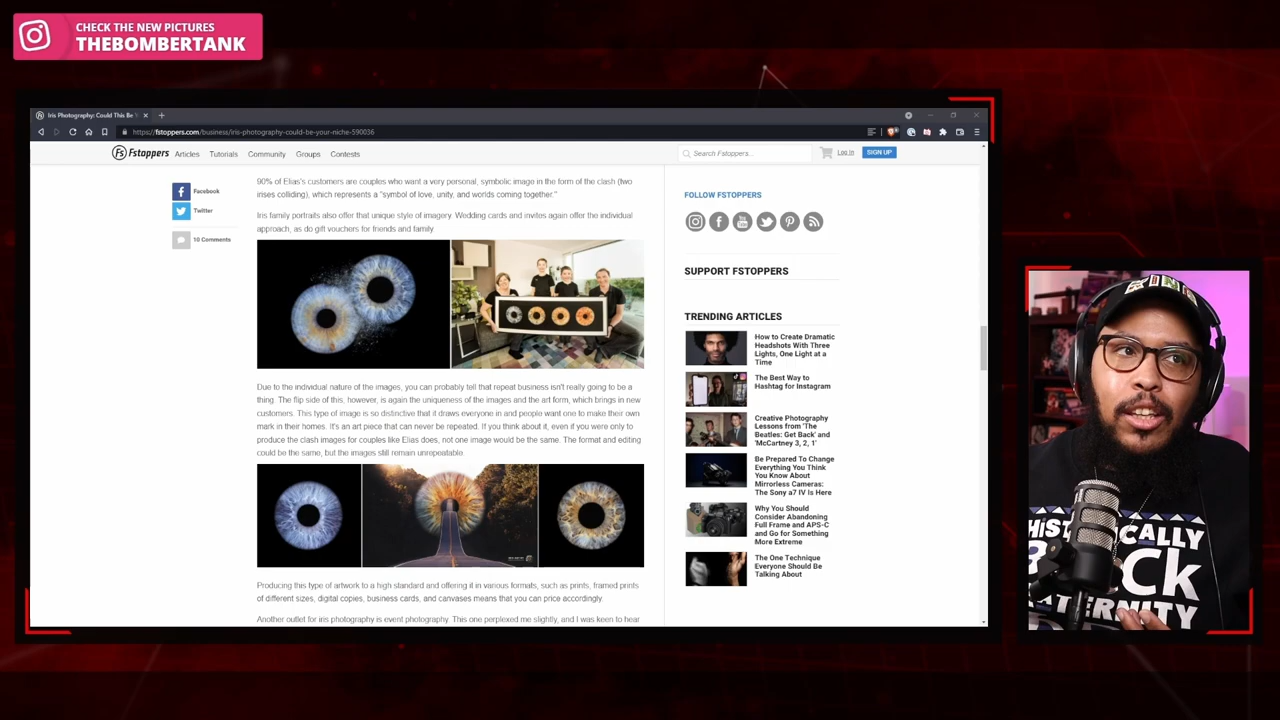 CHECK THE NEW PICTURES
THEBOMBERTANK
Iris Photography: Could This Be Y
https://fstoppers.com/business/iris-photography-could-be-your-niche-590036
Fs Fstoppers
Articles
Tutorials
Community
Groups
Contests
Search Fstoppers...
Log In
SIGN UP
Facebook
Twitter
10 Comments
90% of Elias's customers are couples who want a very personal, symbolic image in the form of the clash (two
irises colliding), which represents a "symbol of love, unity, and worlds coming together."
Iris family portraits also offer that unique style of imagery. Wedding cards and invites again offer the individual
approach, as do gift vouchers for friends and family.
Due to the individual nature of the images, you can probably tell that repeat business isn't really going to be a
thing. The flip side of this, however, is again the uniqueness of the images and the art form, which brings in new
customers. This type of image is so distinctive that it draws everyone in and people want one to make their own
mark in their homes. It's an art piece that can never be repeated. If you think about it, even if you were only to
produce the clash images for couples like Elias does, not one image would be the same. The format and editing
could be the same, but the images still remain unrepeatable.
Producing this type of artwork to a high standard and offering it in various formats, such as prints, framed prints
of different sizes, digital copies, business cards, and canvases means that you can price accordingly.
Another outlet for iris photography is event photography. This one perplexed me slightly, and I was keen to hear
FOLLOW FSTOPPERS
SUPPORT FSTOPPERS
TRENDING ARTICLES
How to Create Dramatic
Headshots With Three
Lights, One Light at a
Time
The Best Way to
Hashtag for Instagram
Creative Photography
Lessons from 'The
Beatles: Get Back' and
'McCartney 3, 2, 1'
Be Prepared To Change
Everything You Think
You Know About
Mirrorless Cameras:
The Sony a7 IV Is Here
Why You Should
Consider Abandoning
Full Frame and APS-C
and Go for Something
More Extreme
The One Technique
Everyone Should Be
Talking About